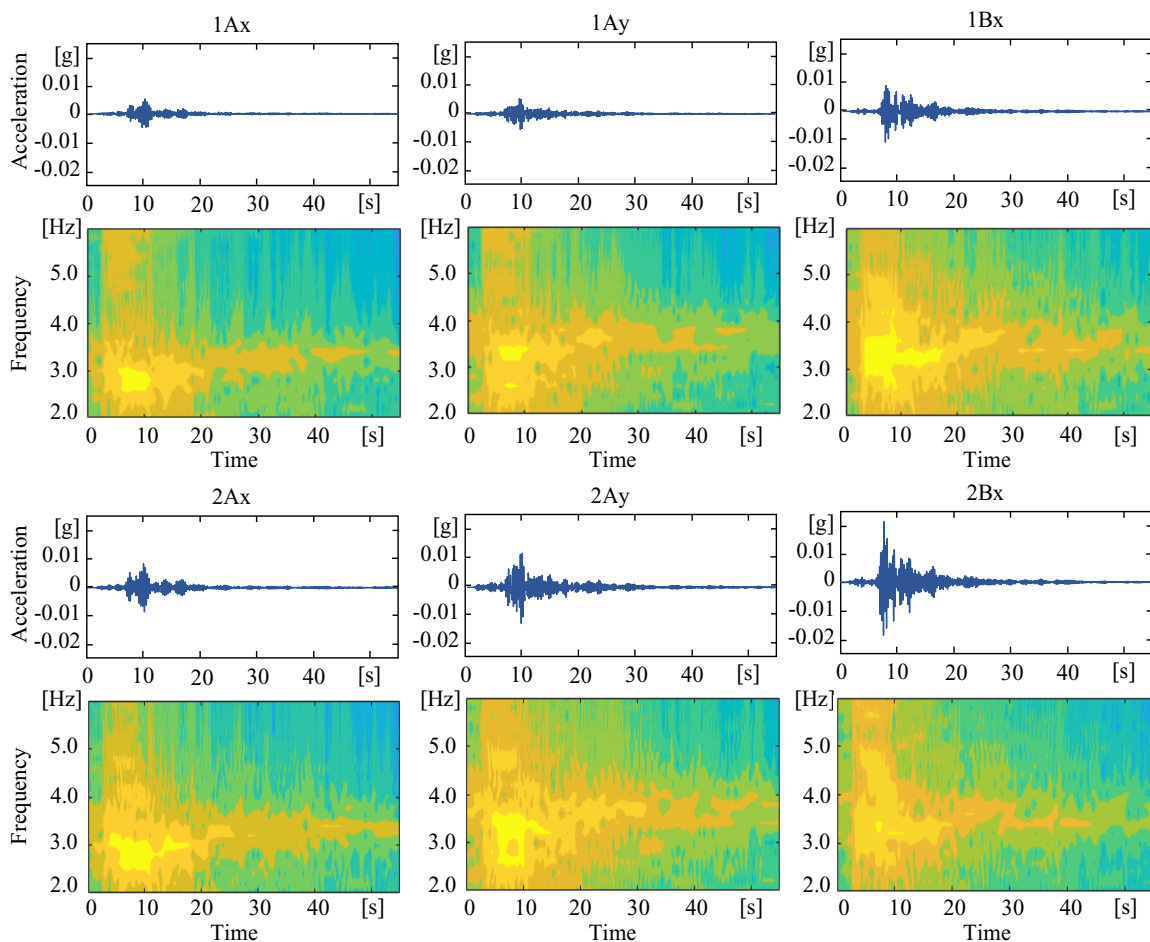 1Ax 1Ay 1Bx
[g] [g] [g]
Acceleration
0.01 0.01 0.01
0 0 0
-0.01 -0.01 -0.01
-0.02 -0.02 -0.02
0 10 20 30 40 [s] 0 10 20 30 40 [s] 0 10 20 30 40 [s]
[Hz] [Hz] [Hz]
Frequency
5.0 5.0 5.0
4.0 4.0 4.0
3.0 3.0 3.0
2.0 2.0 2.0
0 10 20 30 40 [s] 0 10 20 30 40 [s] 0 10 20 30 40 [s]
Time Time Time
2Ax 2Ay 2Bx
[g] [g] [g]
Acceleration
0.01 0.01 0.01
0 0 0
-0.01 -0.01 -0.01
-0.02 -0.02 -0.02
0 10 20 30 40 [s] 0 10 20 30 40 [s] 0 10 20 30 40 [s]
[Hz] [Hz] [Hz]
Frequency
5.0 5.0 5.0
4.0 4.0 4.0
3.0 3.0 3.0
2.0 2.0 2.0
0 10 20 30 40 [s] 0 10 20 30 40 [s] 0 10 20 30 40 [s]
Time Time Time